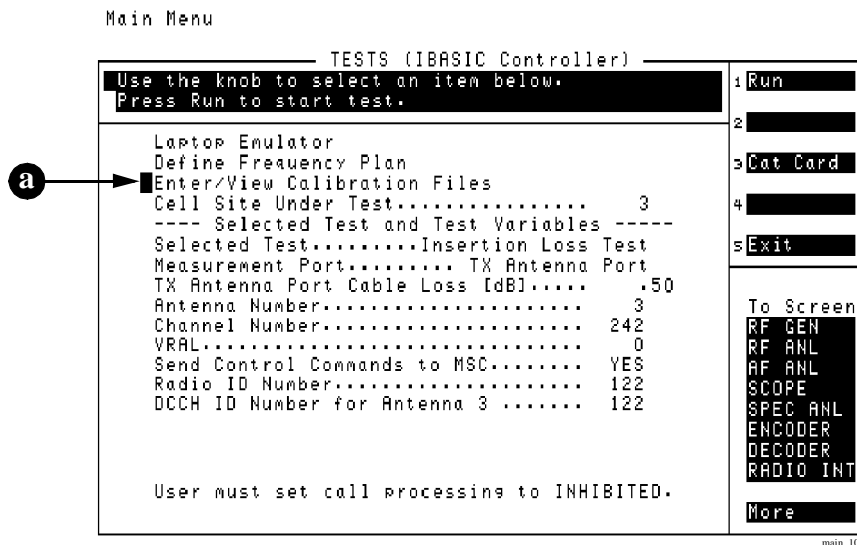 Main Menu
TESTS (IBASIC Controller)
Use the knob to select an item below.
Press Run to start test.
Laptop Emulator
Define Frequency Plan
a
Enter/View Calibration Files
Cell Site Under Test................ 3
---- Selected Test and Test Variables -----
Selected Test.........Insertion Loss Test
Measurement Port......... TX Antenna Port
TX Antenna Port Cable Loss [dB]..... .50
Antenna Number...................... 3
Channel Number...................... 242
VRAL................................ 0
Send Control Commands to MSC........ YES
Radio ID Number..................... 122
DCCH ID Number for Antenna 3 ....... 122
User must set call processing to INHIBITED.
1 Run
2
3 Cat Card
4
5 Exit
To Screen
RF GEN
RF ANL
AF ANL
SCOPE
SPEC ANL
ENCODER
DECODER
RADIO INT
More